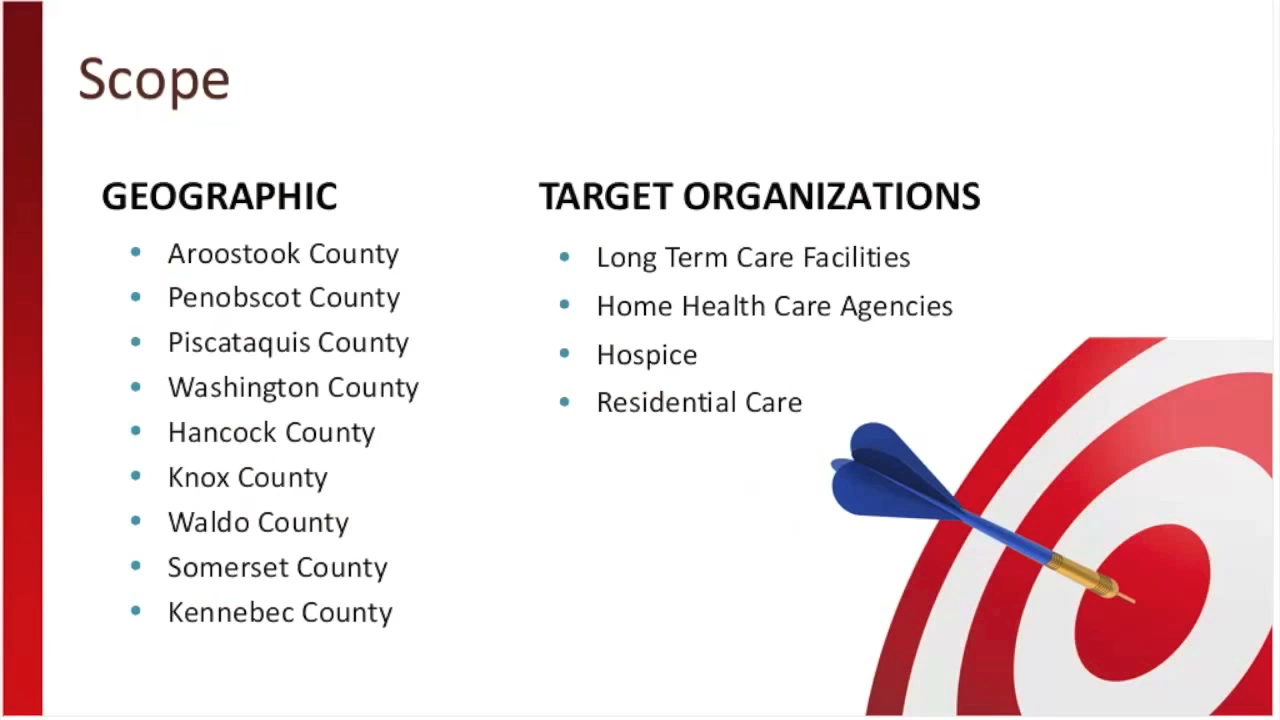 Scope
GEOGRAPHIC
Aroostook County
Penobscot County
Piscataquis County
Washington County
Hancock County
Knox County
Waldo County
Somerset County
Kennebec County
TARGET ORGANIZATIONS
Long Term Care Facilities
Home Health Care Agencies
Hospice
Residential Care